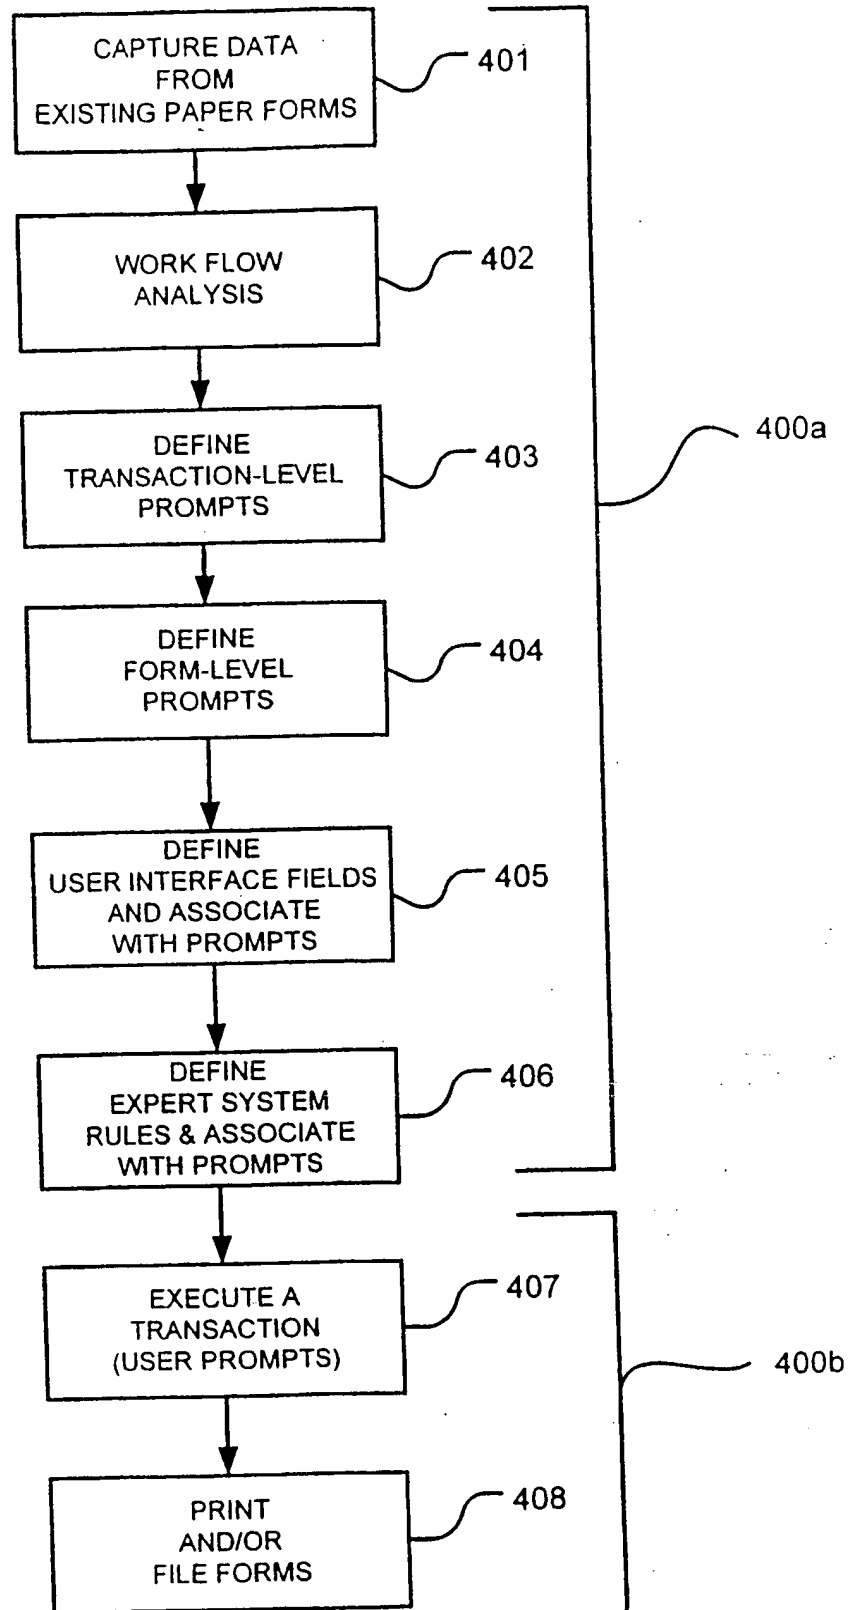 CAPTURE DATA
FROM
EXISTING PAPER FORMS
401
WORK FLOW
ANALYSIS
402
DEFINE
TRANSACTION-LEVEL
PROMPTS
403
400a
DEFINE
FORM-LEVEL
PROMPTS
404
DEFINE
USER INTERFACE FIELDS
AND ASSOCIATE
WITH PROMPTS
405
DEFINE
EXPERT SYSTEM
RULES & ASSOCIATE
WITH PROMPTS
406
EXECUTE A
TRANSACTION
(USER PROMPTS)
407
400b
PRINT
AND/OR
FILE FORMS
408